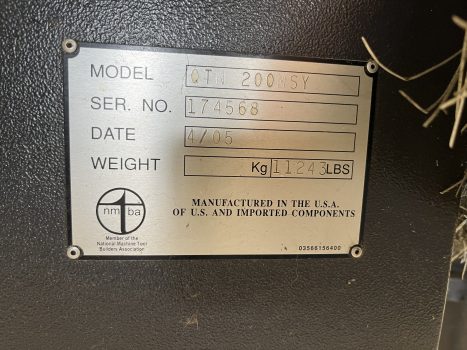 MODEL QTN 200MSY
SER. NO. 174568
DATE 4/05
WEIGHT Kg 11243 LBS
nm ba
Member of the
National Machine Tool
Builders Association
MANUFACTURED IN THE U.S.A.
OF U.S. AND IMPORTED COMPONENTS
03566156400